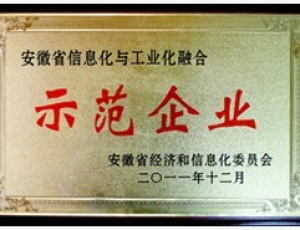 安徽省信息化与工业化融合
示范企业
安徽省经济和信息化委员会
二〇一一年十二月